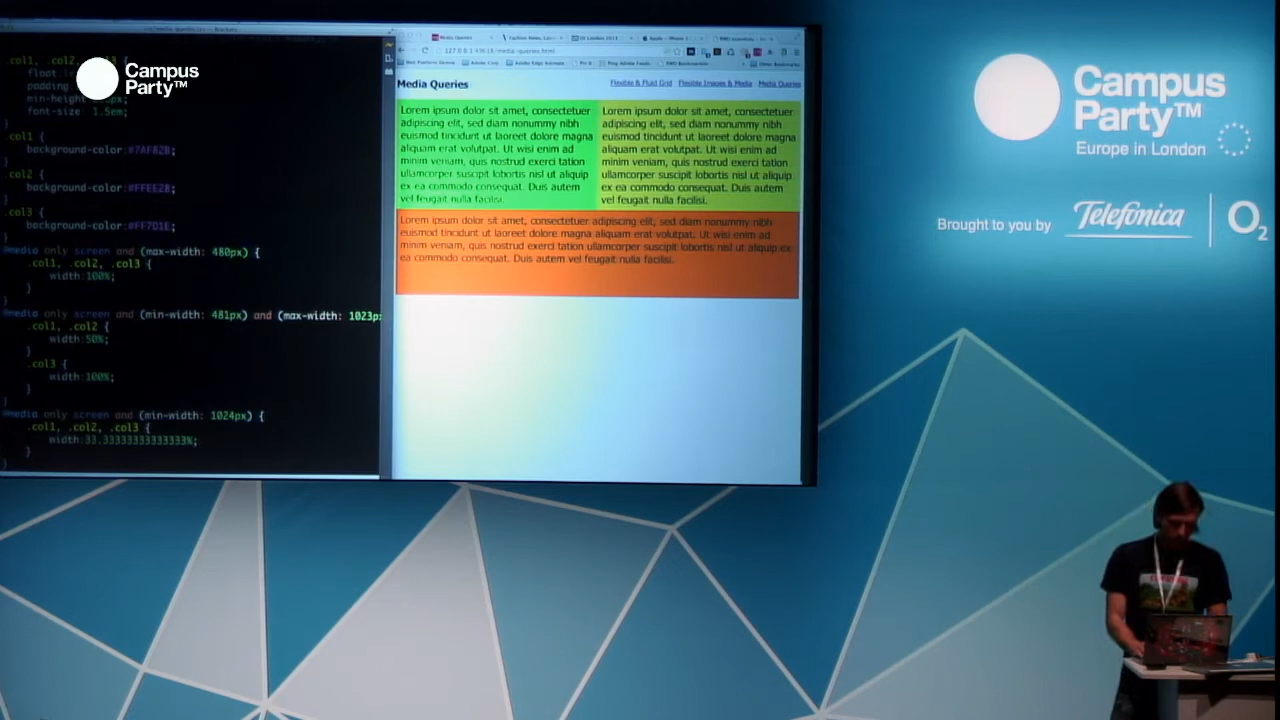 Campus
Party™
.col1, .col2,
min-height
font-size: 1.5em;
}
.col1 {
background-color:
}
.col2 {
background-color:#FFEE2B;
}
.col3 {
background-color:#FF7D1E;
}
@media only screen and (max-width: 480px) {
.col1, .col2, .col3 {
width:100%;
}
}
@media only screen and (min-width: 481px) and (max-width: 1023p
.col1, .col2 {
width:50%;
}
.col3 {
width:100%;
}
}
@media only screen and (min-width: 1024px) {
.col1, .col2, .col3 {
width:33.33333333333333%;
}
}
Media Queries
Media Queries
Flexible & Fluid Grid Flexible Images & Media Media Queries
Lorem ipsum dolor sit amet, consectetuer
adipiscing elit, sed diam nonummy nibh
euismod tincidunt ut laoreet dolore magna
aliquam erat volutpat. Ut wisi enim ad
minim veniam, quis nostrud exerci tation
ullamcorper suscipit lobortis nisl ut aliquip
ex ea commodo consequat. Duis autem
vel feugait nulla facilisi.
Lorem ipsum dolor sit amet, consectetuer
adipiscing elit, sed diam nonummy nibh
euismod tincidunt ut laoreet dolore magna
aliquam erat volutpat. Ut wisi enim ad
minim veniam, quis nostrud exerci tation
ullamcorper suscipit lobortis nisl ut aliquip
ex ea commodo consequat. Duis autem
vel feugait nulla facilisi.
Lorem ipsum dolor sit amet, consectetuer adipiscing elit, sed diam nonummy nibh
euismod tincidunt ut laoreet dolore magna aliquam erat volutpat. Ut wisi enim ad
minim veniam, quis nostrud exerci tation ullamcorper suscipit lobortis nisl ut aliquip ex
ea commodo consequat. Duis autem vel feugait nulla facilisi.
Campus
Party™
Europe in London
Brought to you by Telefonica O2